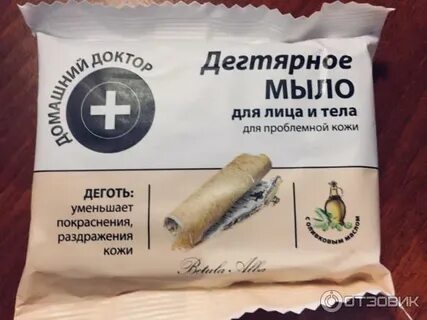 ДОМАШНИЙ ДОКТОР
Дегтярное
МЫЛО
для лица и тела
для проблемной кожи
ДЕГОТЬ:
уменьшает
покраснения,
раздражения
кожи
с оливковым маслом
Betula Alba
ОТЗОВИК